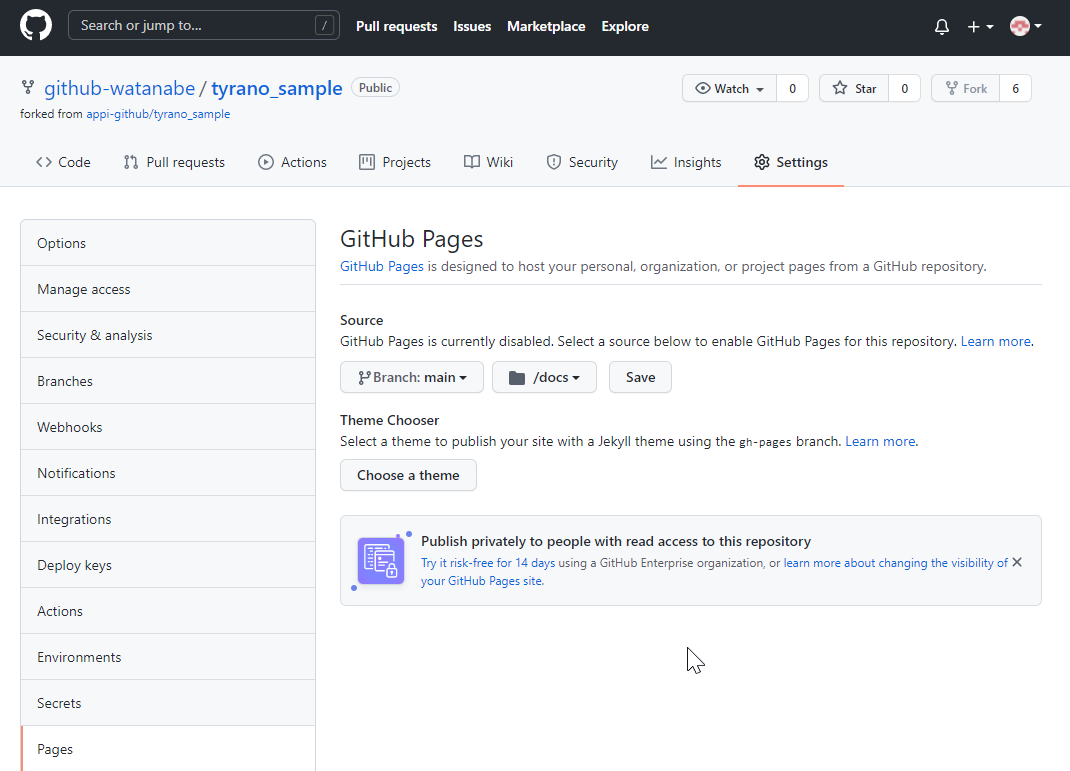 Search or jump to... / Pull requests Issues Marketplace Explore
github-watanabe / tyrano_sample Public Watch 0 Star 0 Fork 6
forked from appi-github/tyrano_sample
Code Pull requests Actions Projects Wiki Security Insights Settings
Options
Manage access
Security & analysis
Branches
Webhooks
Notifications
Integrations
Deploy keys
Actions
Environments
Secrets
Pages
GitHub Pages
GitHub Pages is designed to host your personal, organization, or project pages from a GitHub repository.
Source
GitHub Pages is currently disabled. Select a source below to enable GitHub Pages for this repository. Learn more.
Branch: main /docs Save
Theme Chooser
Select a theme to publish your site with a Jekyll theme using the gh-pages branch. Learn more.
Choose a theme
Publish privately to people with read access to this repository
Try it risk-free for 14 days using a GitHub Enterprise organization, or learn more about changing the visibility of
your GitHub Pages site.